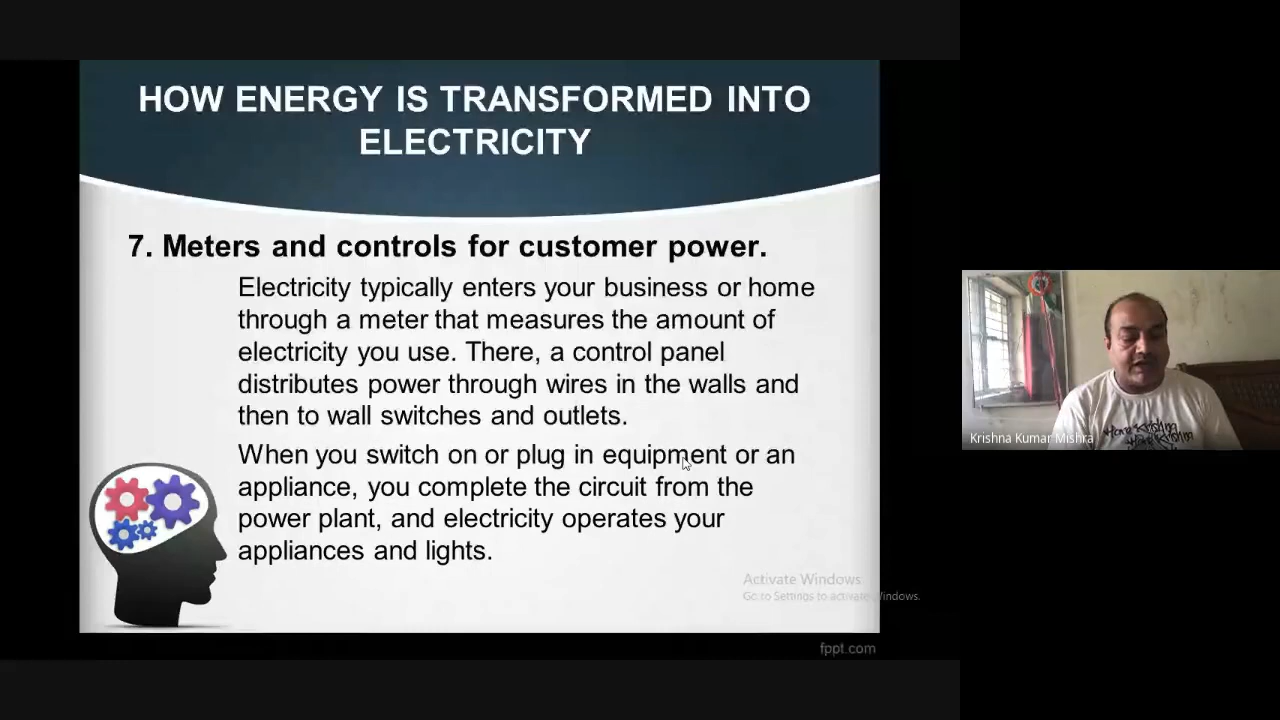 HOW ENERGY IS TRANSFORMED INTO
ELECTRICITY
7. Meters and controls for customer power.
Electricity typically enters your business or home
through a meter that measures the amount of
electricity you use. There, a control panel
distributes power through wires in the walls and
then to wall switches and outlets.
When you switch on or plug in equipment or an
appliance, you complete the circuit from the
power plant, and electricity operates your
appliances and lights.
Activate Windows
Go to Settings to activate Windows.
fppt.com
Krishna Kumar Mishra